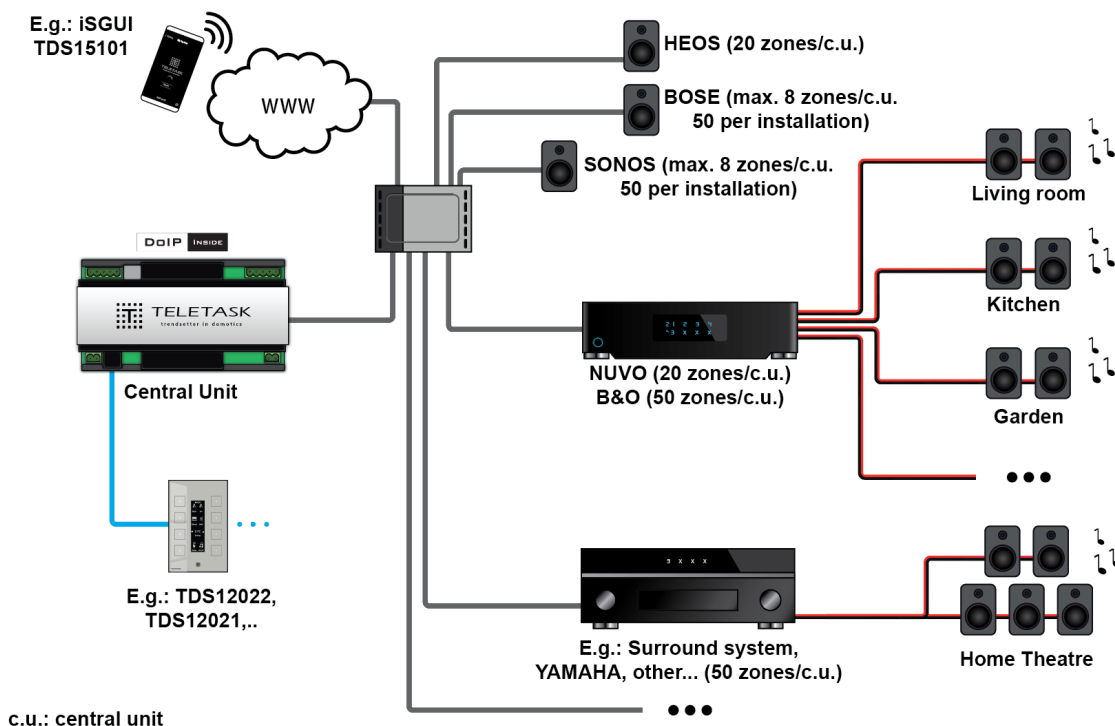 E.g.: iSGUI
TDS15101
TELETASK
www
HEOS (20 zones/c.u.)
BOSE (max. 8 zones/c.u.
50 per installation)
SONOS (max. 8 zones/c.u.
50 per installation)
Living room
DoIP INSIDE
TELETASK
trendsetter in domotics
Central Unit
Kitchen
NUVO (20 zones/c.u.)
B&O (50 zones/c.u.)
Garden
E.g.: TDS12022,
TDS12021,..
E.g.: Surround system,
YAMAHA, other... (50 zones/c.u.)
Home Theatre
c.u.: central unit